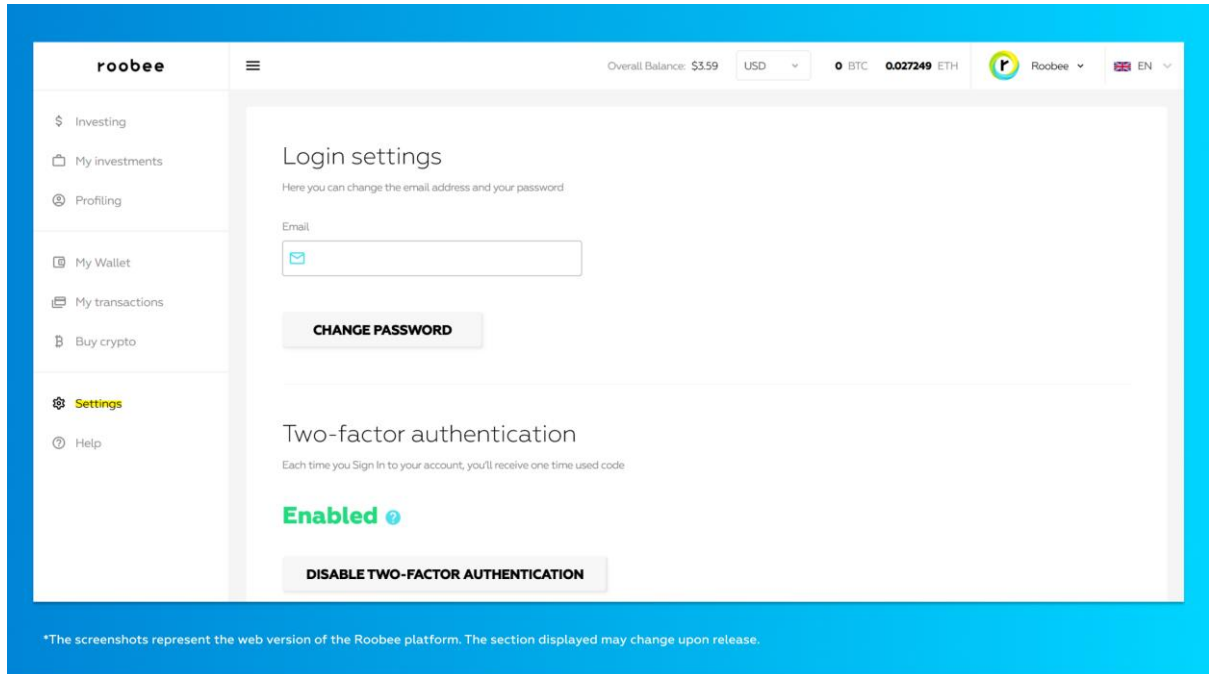 roobee
Overall Balance: $3.59 USD 0 BTC 0.027249 ETH r Roobee EN
$ Investing
My investments
Profiling
My Wallet
My transactions
Buy crypto
Settings
Help
Login settings
Here you can change the email address and your password
Email
CHANGE PASSWORD
Two-factor authentication
Each time you Sign In to your account, you'll receive one time used code
Enabled ?
DISABLE TWO-FACTOR AUTHENTICATION
*The screenshots represent the web version of the Roobee platform. The section displayed may change upon release.